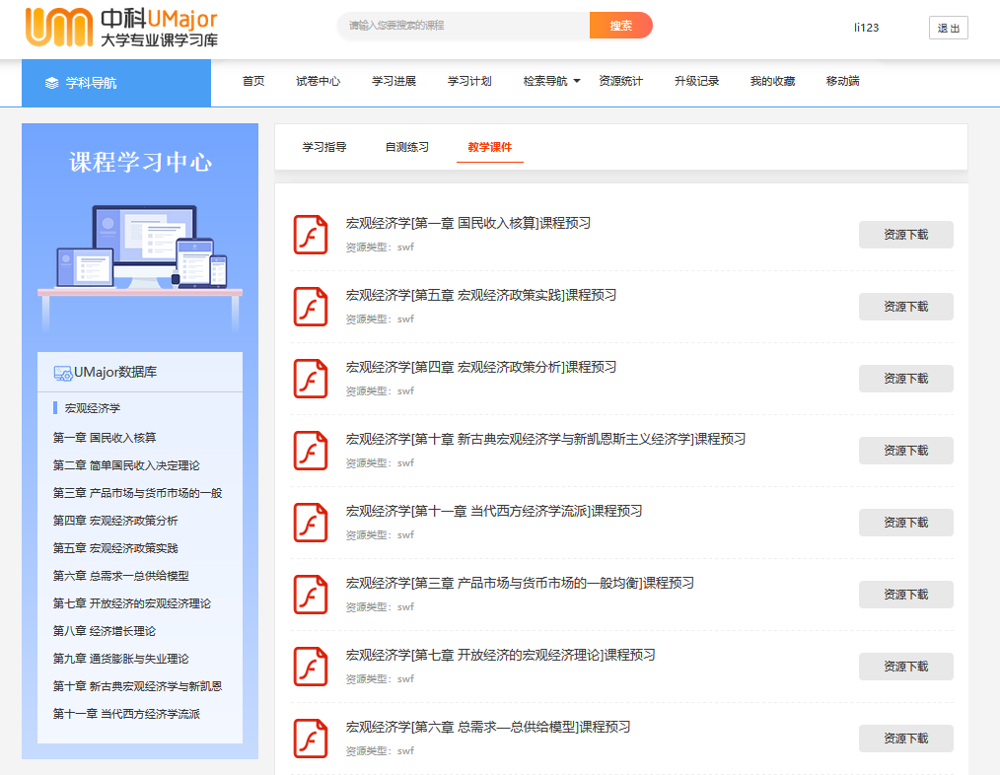 中科UMajor
大学专业课学习库
请输入您要搜索的课程
搜索
li123
退出
学科导航
首页
试卷中心
学习进展
学习计划
检索导航
资源统计
升级记录
我的收藏
移动端
课程学习中心
UMajor数据库
宏观经济学
第一章 国民收入核算
第二章 简单国民收入决定理论
第三章 产品市场与货币市场的一般
第四章 宏观经济政策分析
第五章 宏观经济政策实践
第六章 总需求—总供给模型
第七章 开放经济的宏观经济理论
第八章 经济增长理论
第九章 通货膨胀与失业理论
第十章 新古典宏观经济学与新凯恩
第十一章 当代西方经济学流派
学习指导
自测练习
教学课件
宏观经济学[第一章 国民收入核算]课程预习
资源类型：swf
资源下载
宏观经济学[第五章 宏观经济政策实践]课程预习
资源类型：swf
资源下载
宏观经济学[第四章 宏观经济政策分析]课程预习
资源类型：swf
资源下载
宏观经济学[第十章 新古典宏观经济学与新凯恩斯主义经济学]课程预习
资源类型：swf
资源下载
宏观经济学[第十一章 当代西方经济学流派]课程预习
资源类型：swf
资源下载
宏观经济学[第三章 产品市场与货币市场的一般均衡]课程预习
资源类型：swf
资源下载
宏观经济学[第七章 开放经济的宏观经济理论]课程预习
资源类型：swf
资源下载
宏观经济学[第六章 总需求—总供给模型]课程预习
资源类型：swf
资源下载